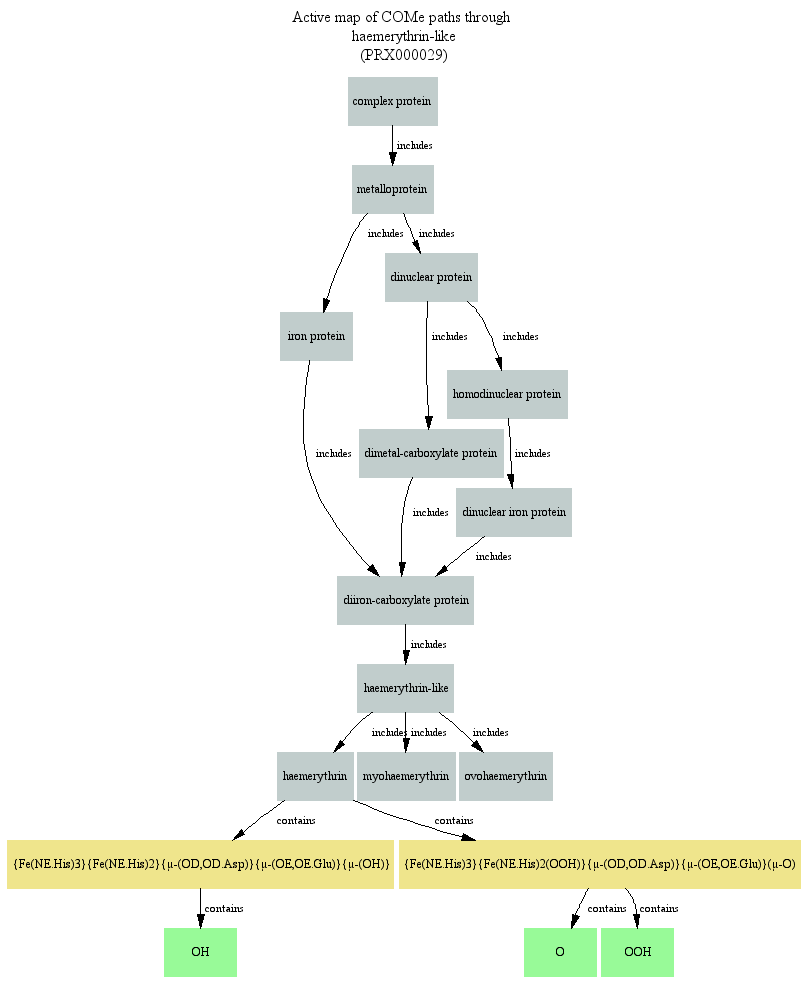 Active map of COMe paths through
haemerythrin-like
(PRX000029)
complex protein
includes
metalloprotein
includes
includes
dinuclear protein
iron protein
includes
includes
homodinuclear protein
includes
dimetal-carboxylate protein
includes
dinuclear iron protein
includes
includes
diiron-carboxylate protein
includes
haemerythrin-like
includes
includes
includes
haemerythrin
myohaemerythrin
ovohaemerythrin
contains
contains
{Fe(NE.His)3}{Fe(NE.His)2}{μ-(OD,OD.Asp)}{μ-(OE,OE.Glu)}{μ-(OH)}
{Fe(NE.His)3}{Fe(NE.His)2(OOH)}{μ-(OD,OD.Asp)}{μ-(OE,OE.Glu)}(μ-O)
contains
contains
contains
OH
O
OOH